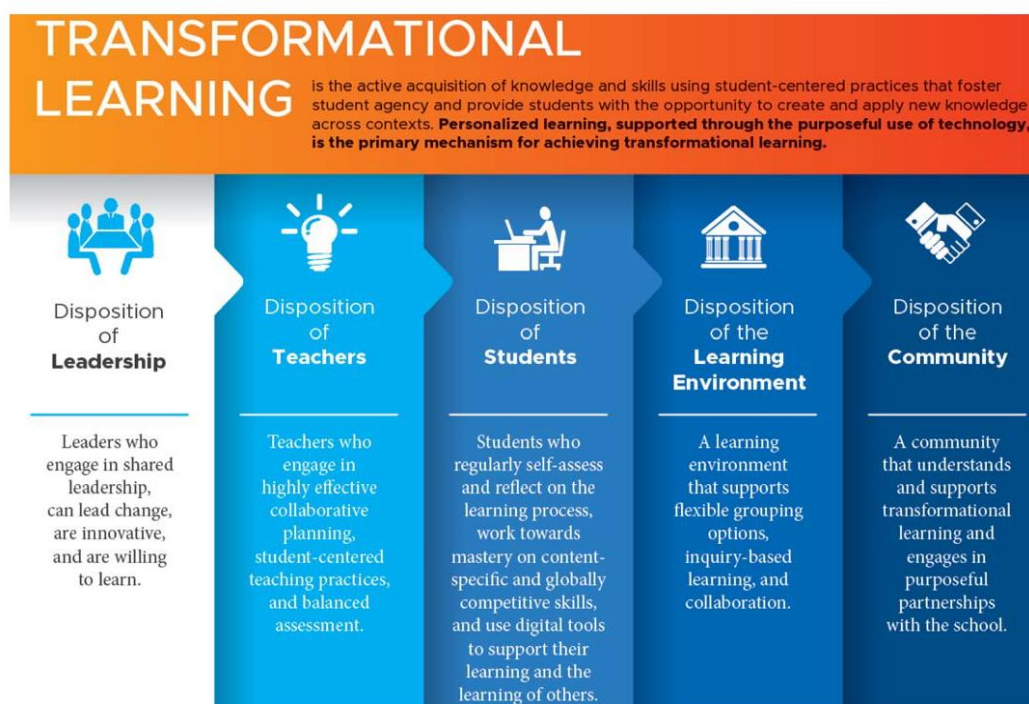 TRANSFORMATIONAL
LEARNING
is the active acquisition of knowledge and skills using student-centered practices that foster
student agency and provide students with the opportunity to create and apply new knowledge
across contexts. Personalized learning, supported through the purposeful use of technology,
is the primary mechanism for achieving transformational learning.
Disposition
of
Leadership
Leaders who
engage in shared
leadership,
can lead change,
are innovative,
and are willing
to learn.
Disposition
of
Teachers
Teachers who
engage in
highly effective
collaborative
planning,
student-centered
teaching practices,
and balanced
assessment.
Disposition
of
Students
Students who
regularly self-assess
and reflect on the
learning process,
work towards
mastery on content-
specific and globally
competitive skills,
and use digital tools
to support their
learning and the
learning of others.
Disposition
of the
Learning
Environment
A learning
environment
that supports
flexible grouping
options,
inquiry-based
learning, and
collaboration.
Disposition
of the
Community
A community
that understands
and supports
transformational
learning and
engages in
purposeful
partnerships
with the school.